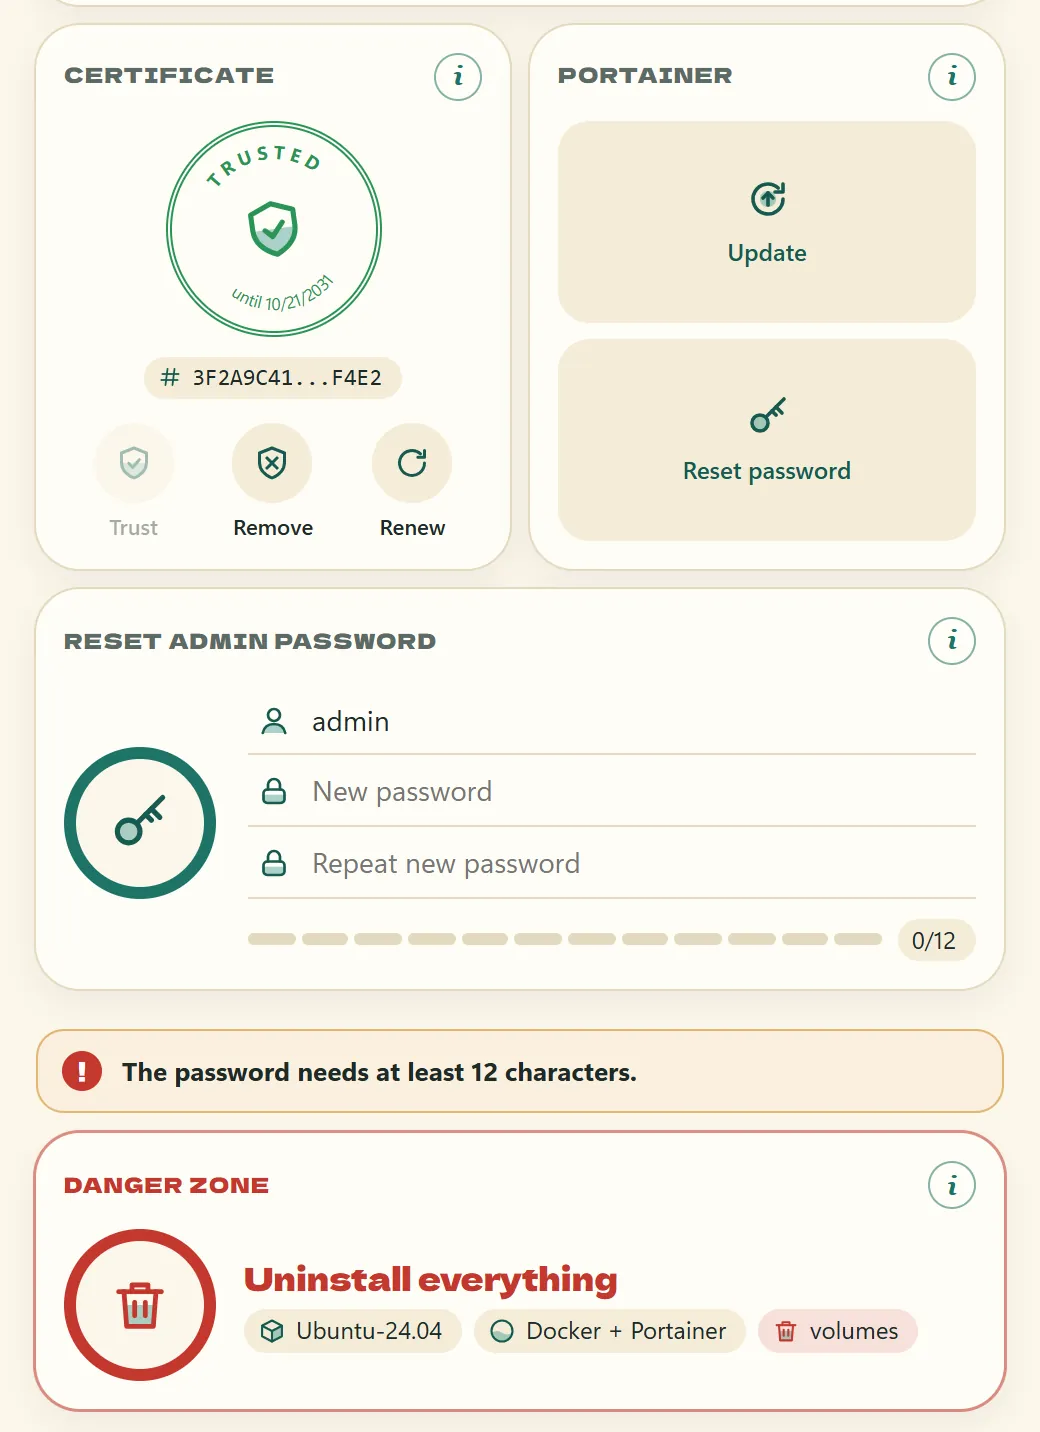 CERTIFICATE
i
TRUSTED
until 10/21/2031
# 3F2A9C41...F4E2
Trust
Remove
Renew
PORTAINER
i
Update
Reset password
RESET ADMIN PASSWORD
i
admin
New password
Repeat new password
0/12
! The password needs at least 12 characters.
DANGER ZONE
i
Uninstall everything
Ubuntu-24.04 Docker + Portainer volumes